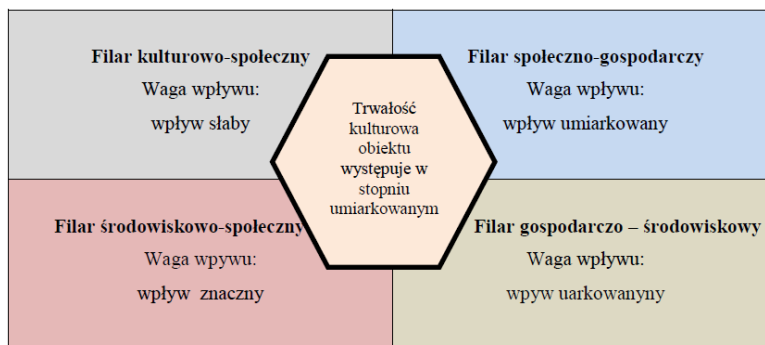 Filar kulturowo-społeczny
Waga wpływu:
wpływ słaby
Filar społeczno-gospodarczy
Waga wpływu:
wpływ umiarkowany
Trwałość
kulturowa
obiektu
występuje w
stopniu
umiarkowanym
Filar środowiskowo-społeczny
Waga wpywu:
wpływ znaczny
Filar gospodarczo – środowiskowy
Waga wpływu:
wpyw uarkowanyny